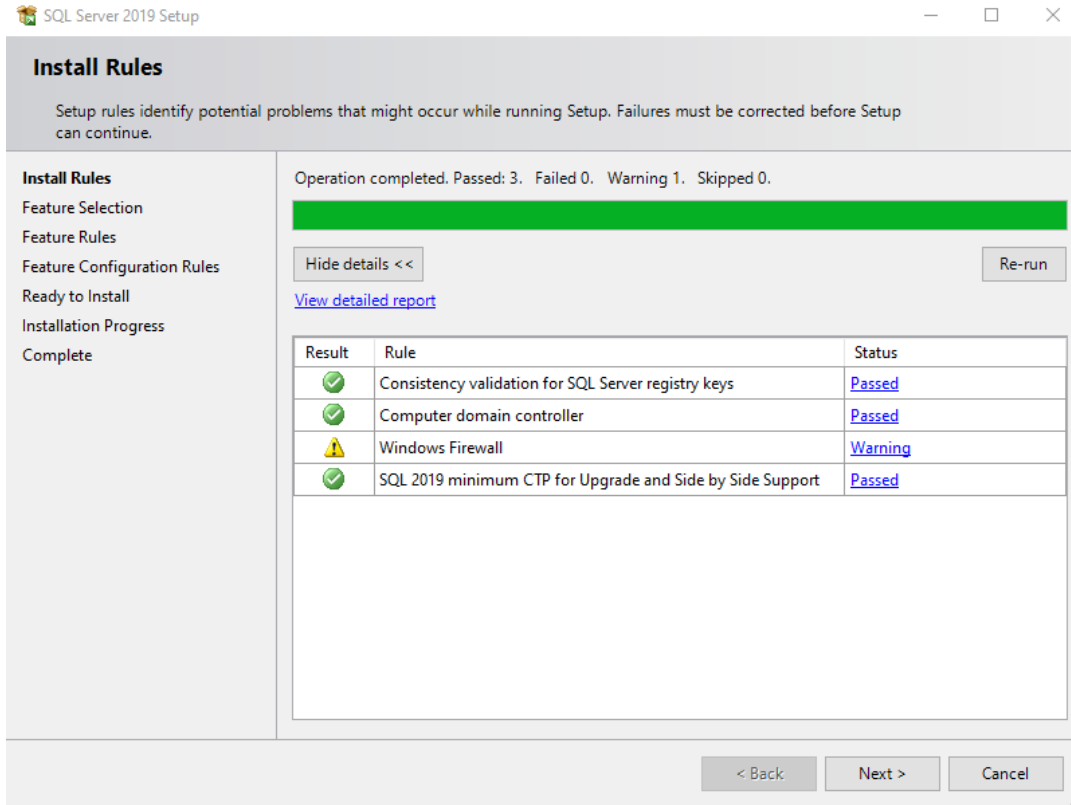 SQL Server 2019 Setup
Install Rules
Setup rules identify potential problems that might occur while running Setup. Failures must be corrected before Setup
can continue.
Install Rules
Feature Selection
Feature Rules
Feature Configuration Rules
Ready to Install
Installation Progress
Complete
Operation completed. Passed: 3. Failed 0. Warning 1. Skipped 0.
Hide details << Re-run
View detailed report
Result Rule Status
Consistency validation for SQL Server registry keys Passed
Computer domain controller Passed
Windows Firewall Warning
SQL 2019 minimum CTP for Upgrade and Side by Side Support Passed
< Back Next > Cancel